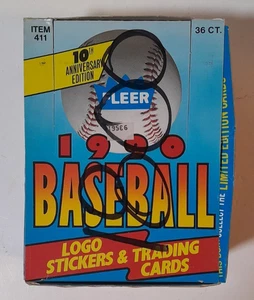 ITEM
411
36 CT.
10TH
ANNIVERSARY
EDITION
FLEER
1990
BASEBALL
LOGO
STICKERS & TRADING
CARDS
LIMITED EDITION CARDS